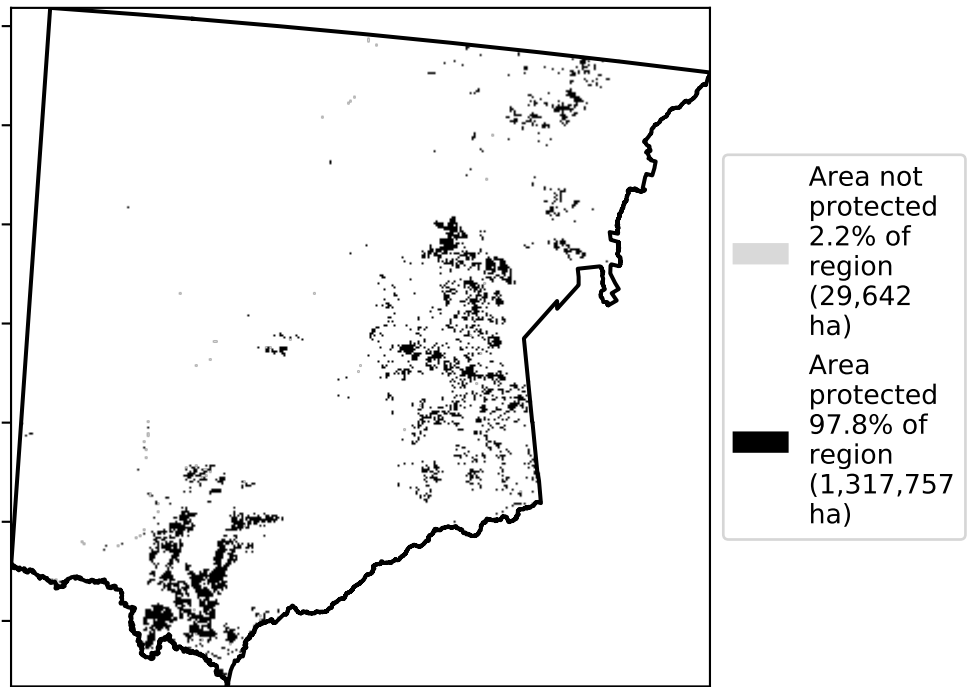 Area not
protected
2.2% of
region
(29,642
ha)
Area
protected
97.8% of
region
(1,317,757
ha)